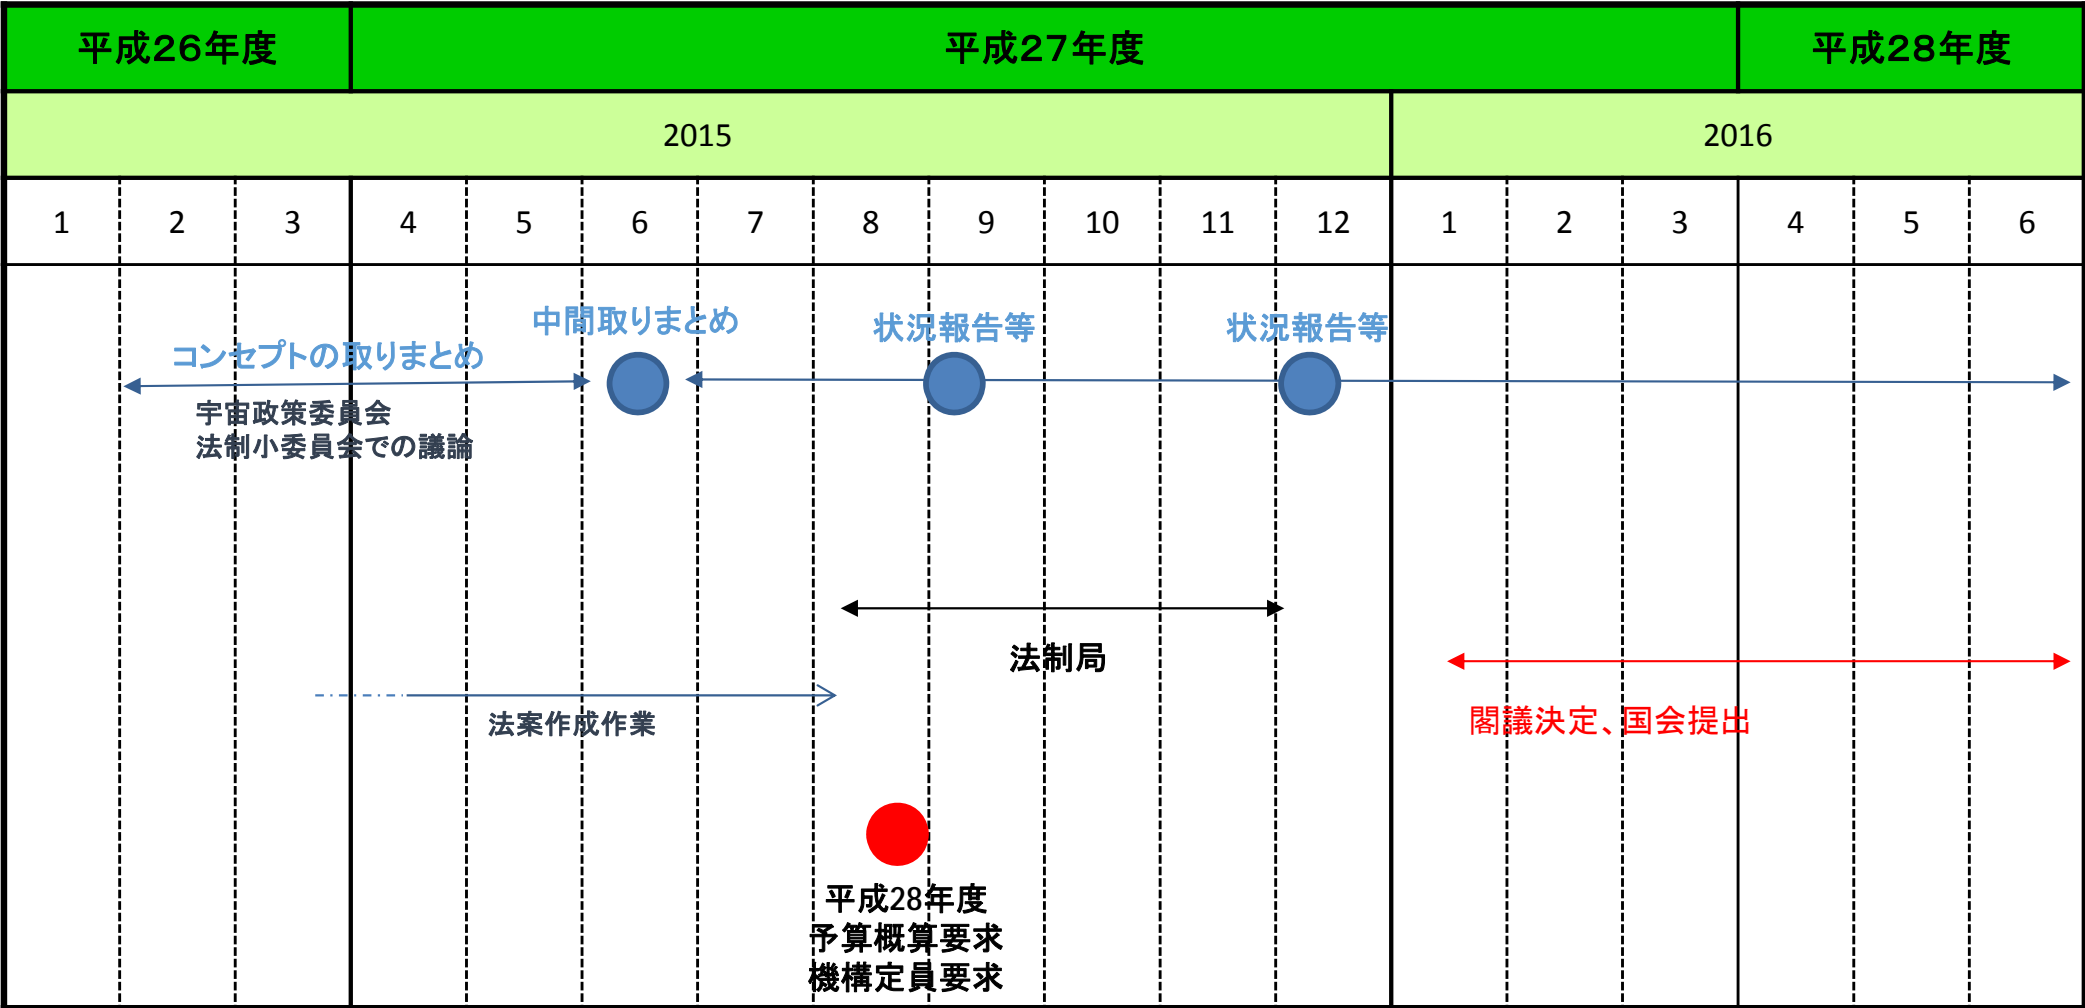 平成26年度
平成27年度
平成28年度
2015
2016
1
2
3
4
5
6
7
8
9
10
11
12
1
2
3
4
5
6
中間取りまとめ
状況報告等
状況報告等
コンセプトの取りまとめ
宇宙政策委員会
法制小委員会での議論
法制局
法案作成作業
閣議決定、国会提出
平成28年度
予算概算要求
機構定員要求